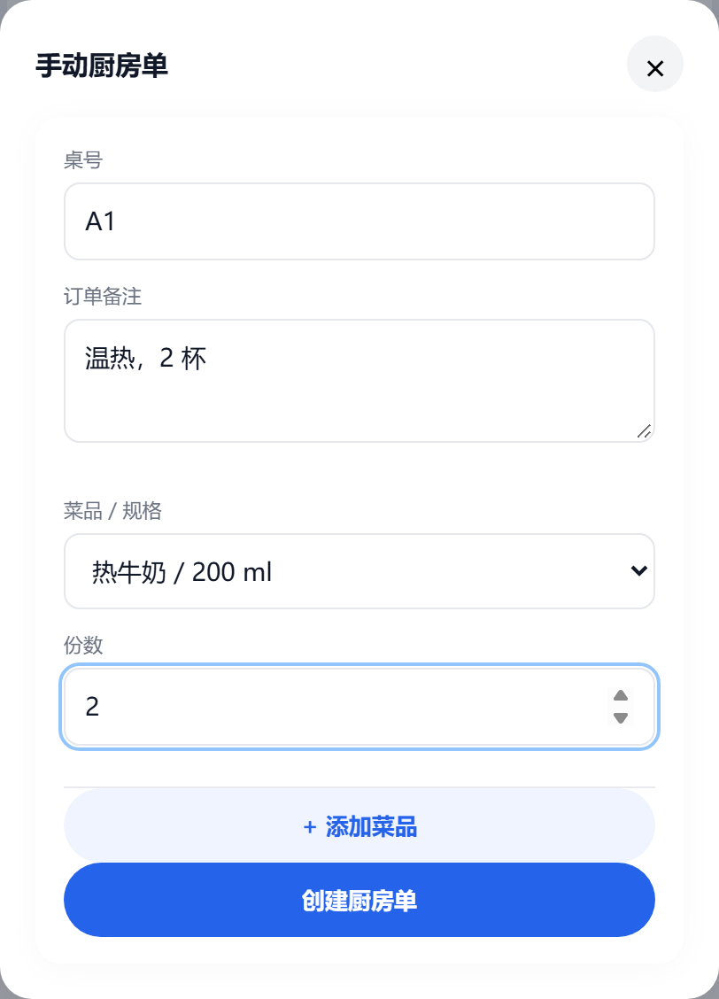 手动厨房单
桌号
A1
订单备注
温热，2 杯
菜品 / 规格
热牛奶 / 200 ml
份数
2
+ 添加菜品
创建厨房单